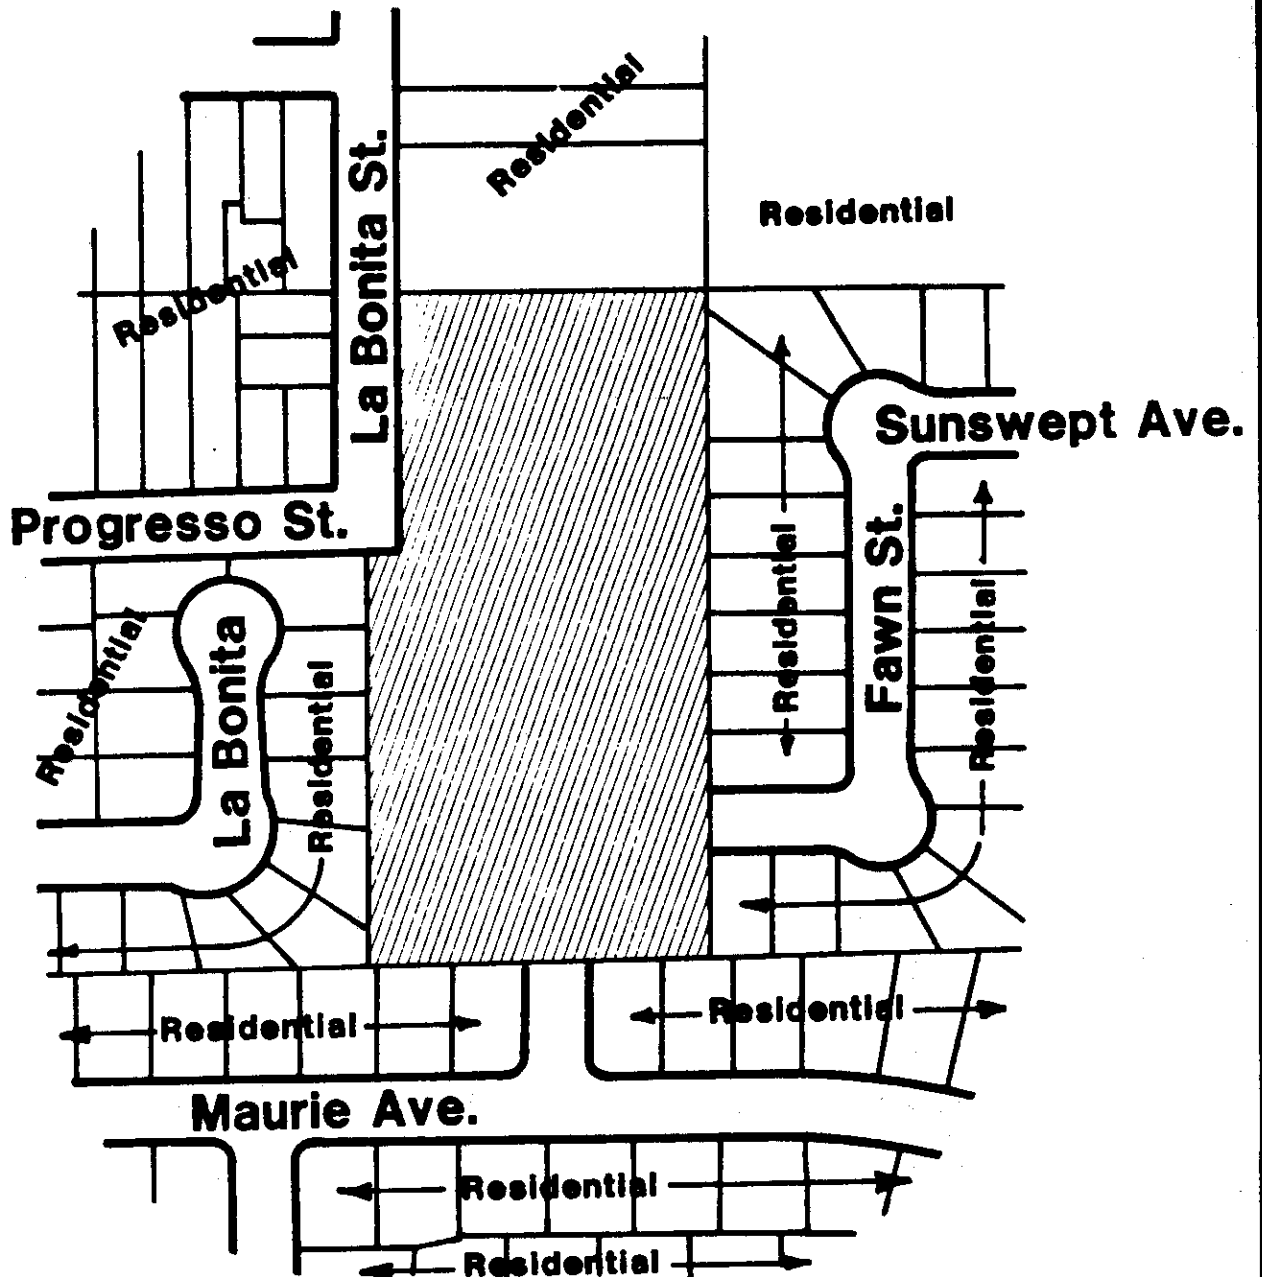 Residential
La Bonita St.
Residential
Residential
Sunswept Ave.
Progresso St.
Residential
La Bonita
Residential
Residential
Fawn St.
Residential
Residential
Residential
Maurie Ave.
Residential
Residential